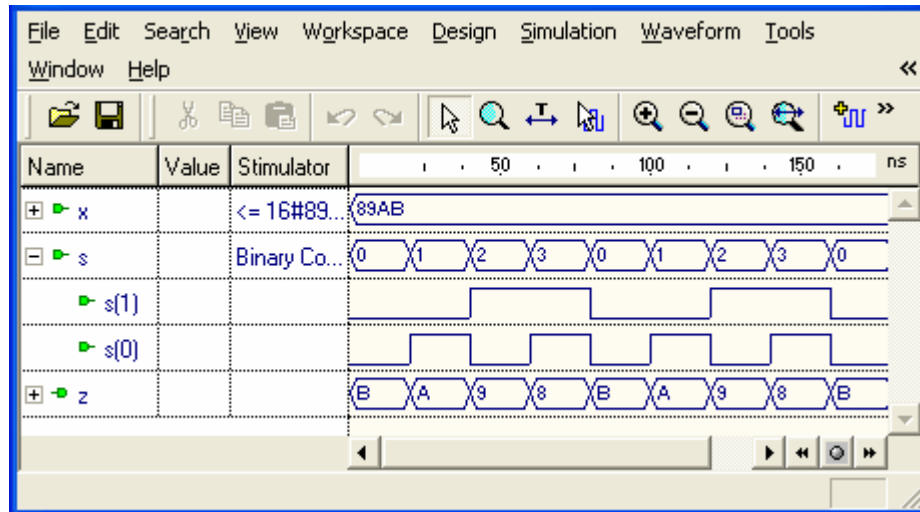 File Edit Search View Workspace Design Simulation Waveform Tools
Window Help «
T »
Name Value Stimulator 50 100 150 ns
x <= 16#89... 89AB
s Binary Co... 0 1 2 3 0 1 2 3 0
s(1)
s(0)
z B A 9 8 B A 9 8 B